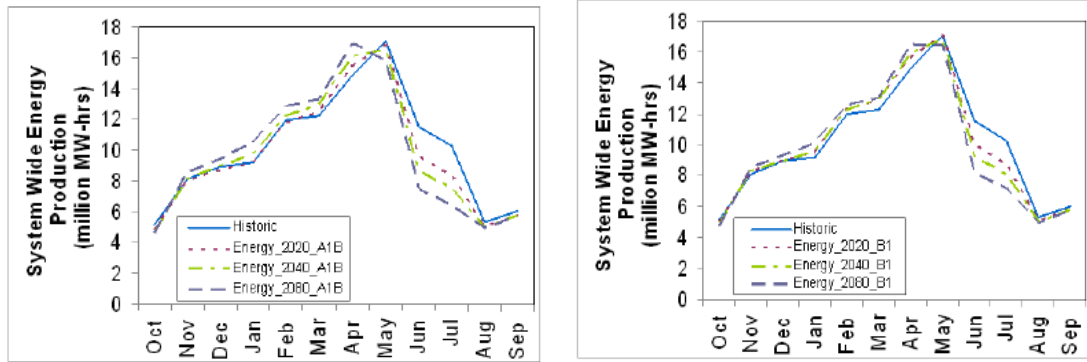 System Wide Energy
Production
(million MW-hrs)
18
16
14
12
10
8
6
4
2
0
Historic
Energy_2020_A1B
Energy_2040_A1B
Energy_2080_A1B
Oct
Nov
Dec
Jan
Feb
Mar
Apr
May
Jun
Jul
Aug
Sep
System Wide Energy
Production
(million MW-hrs)
18
16
14
12
10
8
6
4
2
0
Historic
Energy_2020_B1
Energy_2040_B1
Energy_2080_B1
Oct
Nov
Dec
Jan
Feb
Mar
Apr
May
Jun
Jul
Aug
Sep